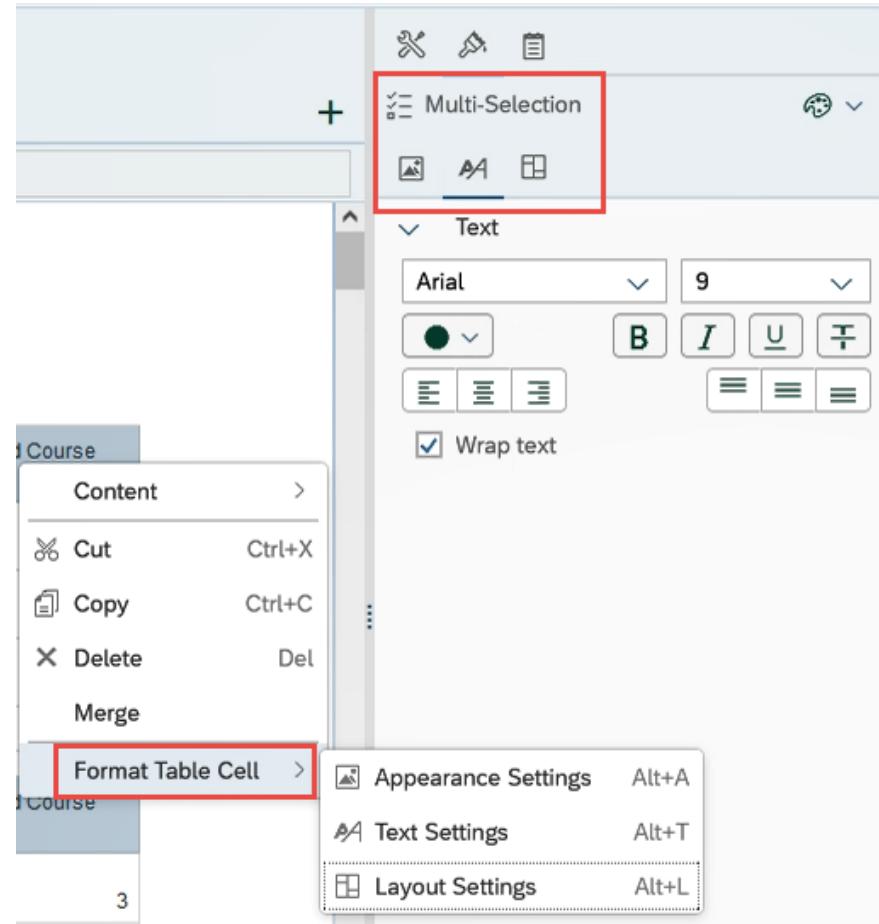 Multi-Selection
Text
Arial
9
B I U T
Wrap text
Course
Content
Cut Ctrl+X
Copy Ctrl+C
Delete Del
Merge
Format Table Cell
Course
3
Appearance Settings Alt+A
Text Settings Alt+T
Layout Settings Alt+L